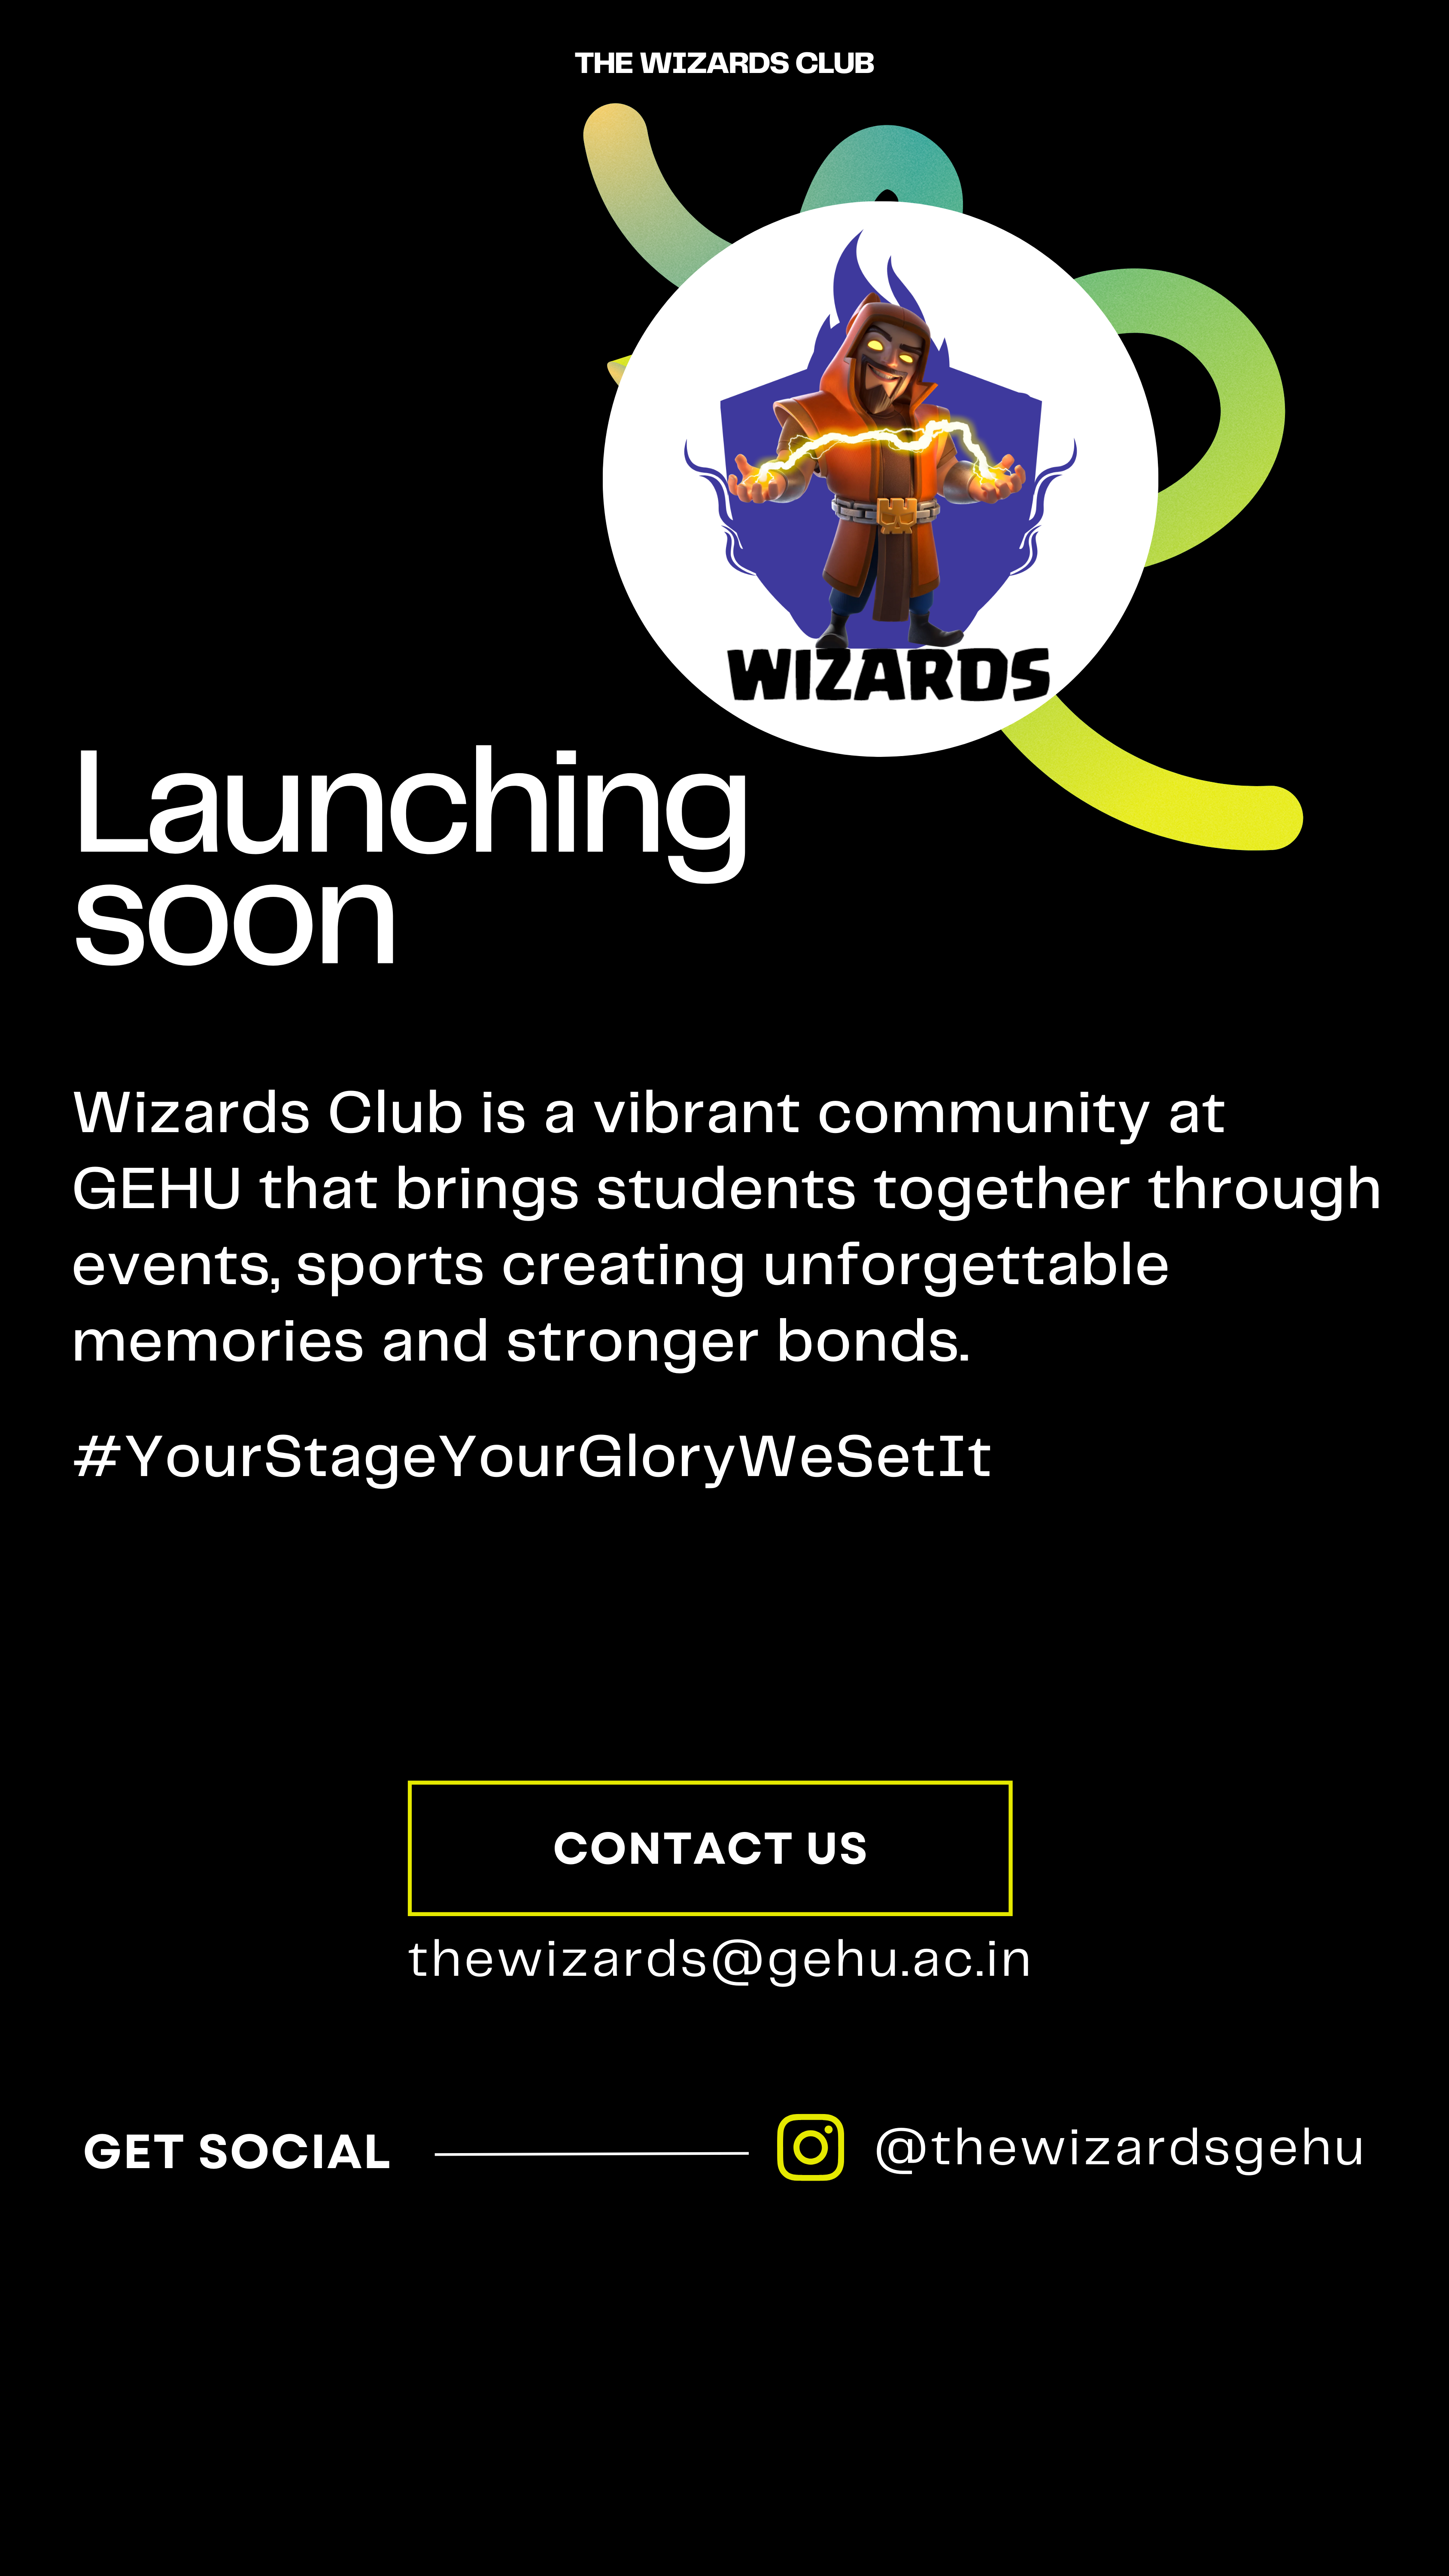 THE WIZARDS CLUB
WIZARDS
Launching
soon
Wizards Club is a vibrant community at
GEHU that brings students together through
events, sports creating unforgettable
memories and stronger bonds.
#YourStageYourGloryWeSetIt
CONTACT US
thewizards@gehu.ac.in
GET SOCIAL @thewizardsgehu